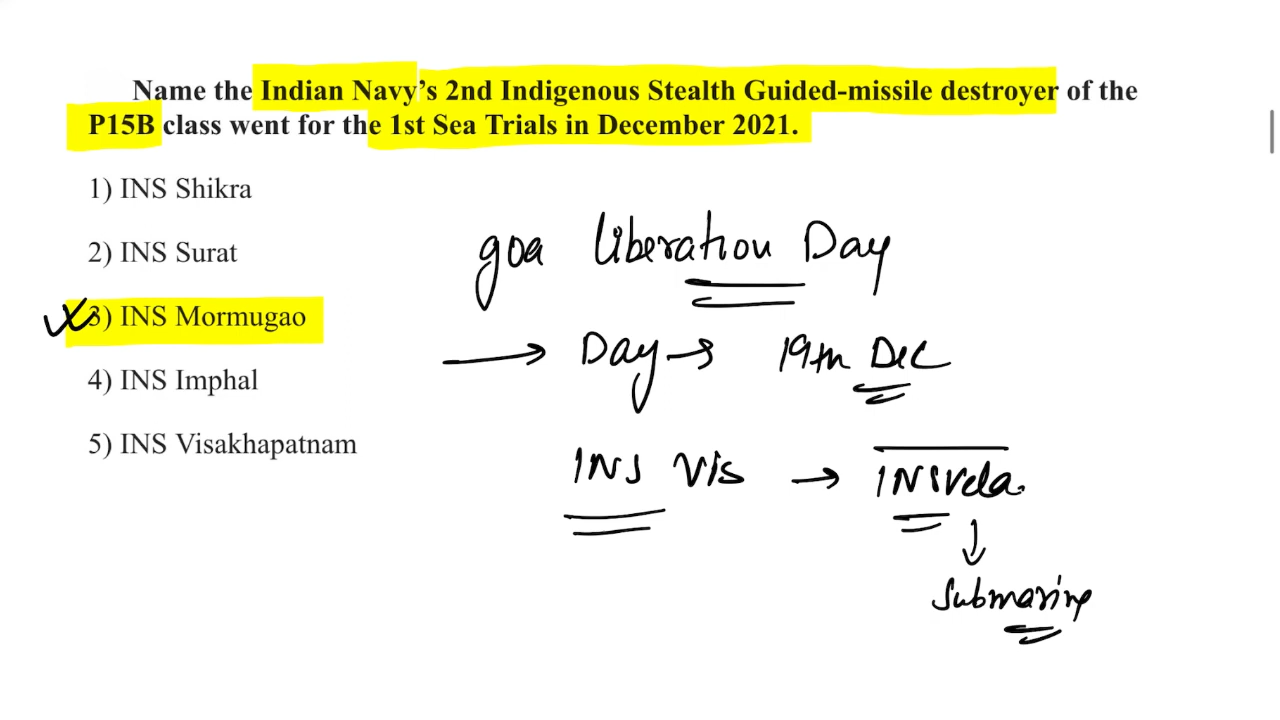 Name the Indian Navy’s 2nd Indigenous Stealth Guided-missile destroyer of the
P15B class went for the 1st Sea Trials in December 2021.
1) INS Shikra
2) INS Surat
3) INS Mormugao
4) INS Imphal
5) INS Visakhapatnam
goa liberation Day
→ Day → 19th Dec
INS Vis → INS Vela
↓
Submarine